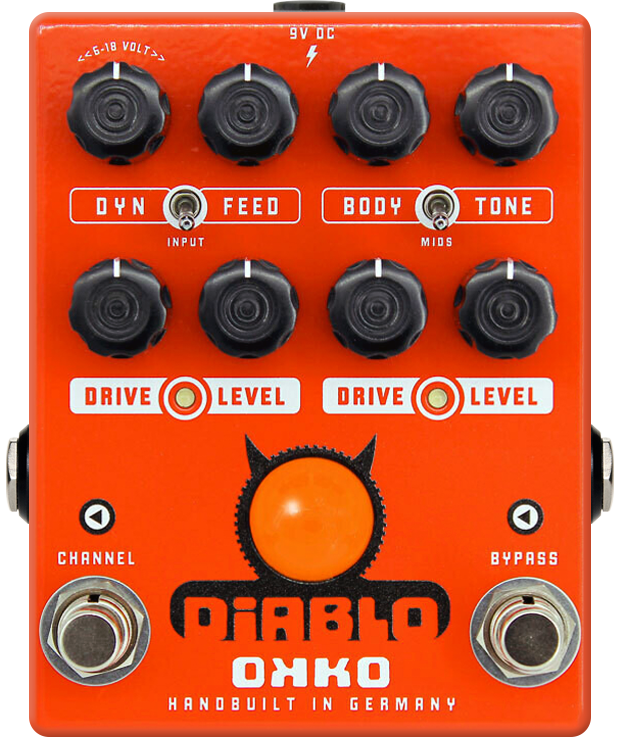 9V DC
<<6-18 VOLT>>
DYN FEED BODY TONE
INPUT MIDS
DRIVE LEVEL DRIVE LEVEL
CHANNEL BYPASS
DiABLO
OKKO
HANDBUILT IN GERMANY